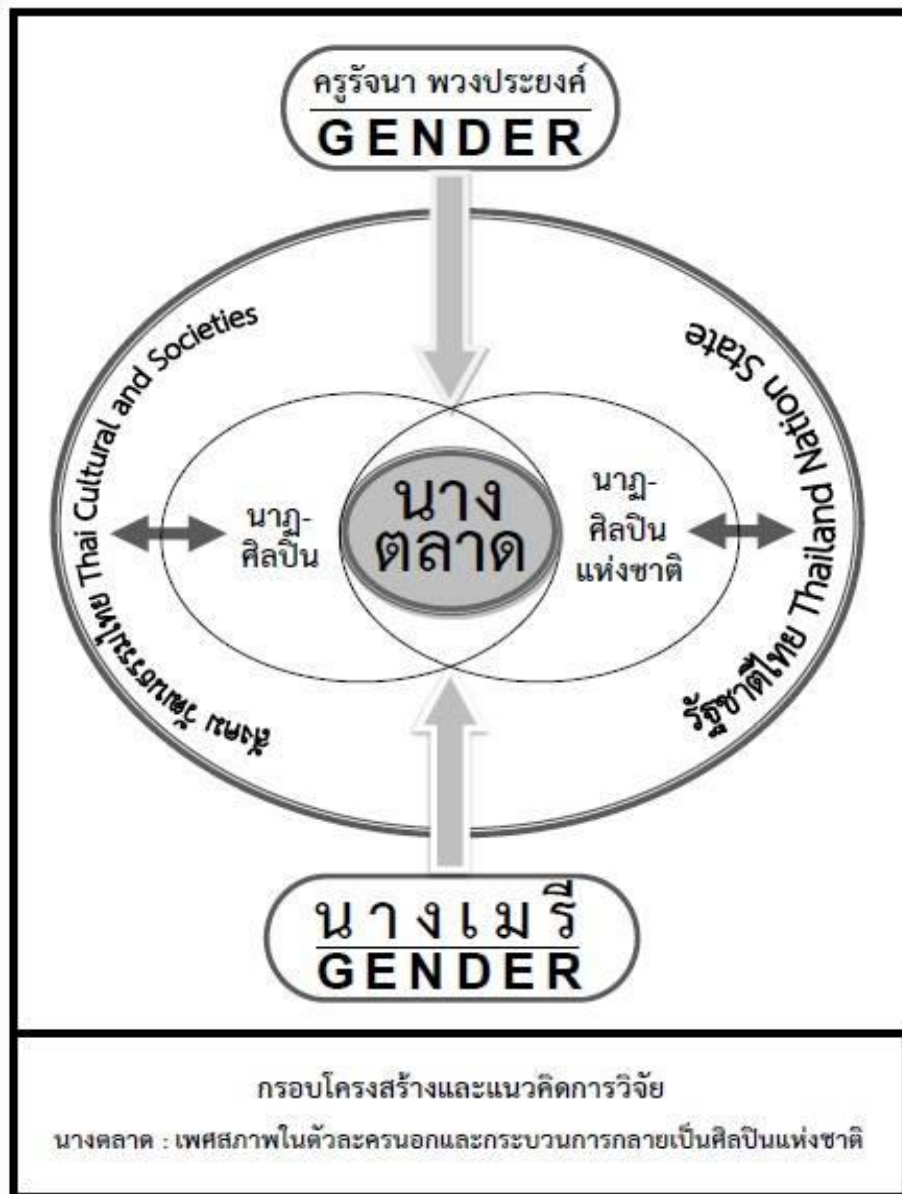 ครูรัจนา พวงประยงค์
GENDER
สังคม วัฒนธรรมไทย Thai Cultural and Societies
รัฐชาติไทย Thailand Nation State
นาฏ-
ศิลปิน
นาง
ตลาด
นาฏ-
ศิลปิน
แห่งชาติ
นางเมรี
GENDER
กรอบโครงสร้างและแนวคิดการวิจัย
นางตลาด : เพศสภาพในตัวละครนอกและกระบวนการกลายเป็นศิลปินแห่งชาติ